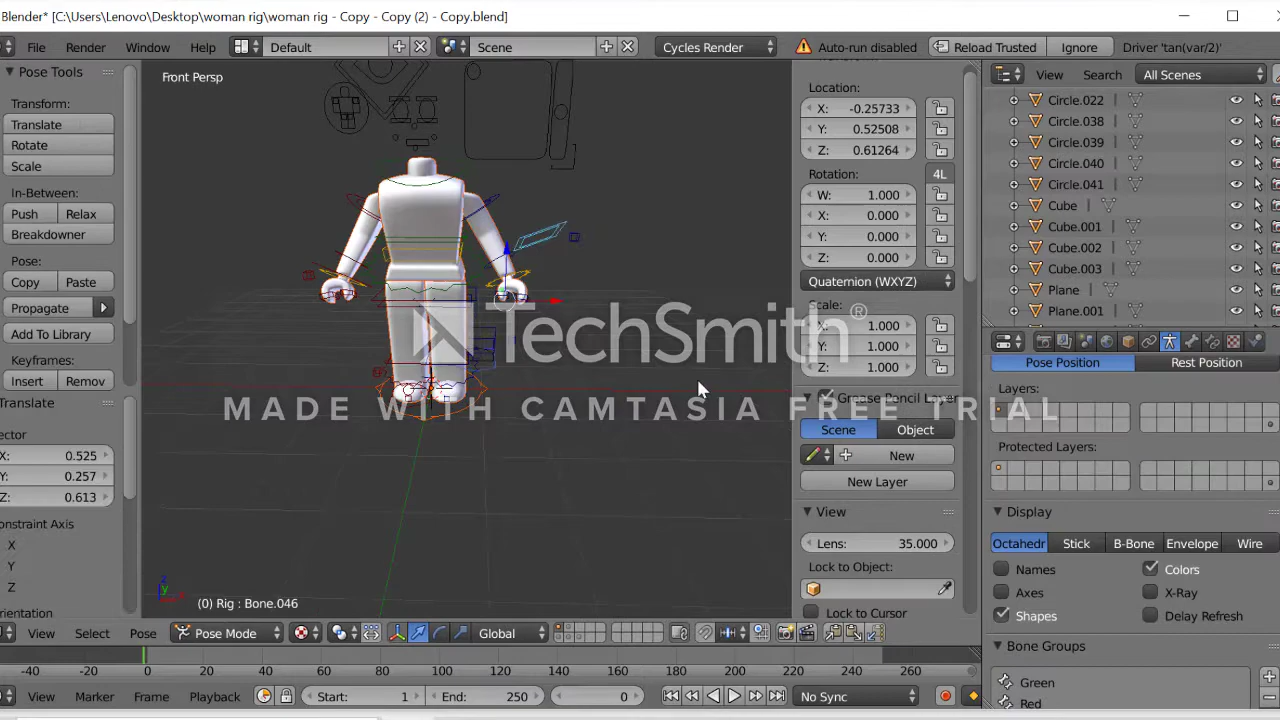 Blender* [C:\Users\Lenovo\Desktop\woman rig\woman rig - Copy - Copy (2) - Copy.blend]
File Render Window Help Default Scene Cycles Render Auto-run disabled Reload Trusted Ignore Driver 'tan(var/2)'
Pose Tools
Transform:
Translate
Rotate
Scale
In-Between:
Push Relax
Breakdowner
Pose:
Copy Paste
Propagate
Add To Library
Keyframes:
Insert Remov
Translate
ector
X: 0.525
Y: 0.257
Z: 0.613
onstraint Axis
X
Y
Z
rientation
Front Persp
(0) Rig : Bone.046
TechSmith®
MADE WITH CAMTASIA FREE TRIAL
Location:
X: -0.25733
Y: 0.52508
Z: 0.61264
Rotation: 4L
W: 1.000
X: 0.000
Y: 0.000
Z: 0.000
Quaternion (WXYZ)
Scale:
X: 1.000
Y: 1.000
Z: 1.000
Grease Pencil Layer
Scene Object
New
New Layer
View
Lens: 35.000
Lock to Object:
Lock to Cursor
View Search All Scenes
Circle.022
Circle.038
Circle.039
Circle.040
Circle.041
Cube
Cube.001
Cube.002
Cube.003
Plane
Plane.001
Pose Position Rest Position
Layers:
Protected Layers:
Display
Octahedr Stick B-Bone Envelope Wire
Names Colors
Axes X-Ray
Shapes Delay Refresh
Bone Groups
Green
Red
View Select Pose Pose Mode Global
-40 -20 0 20 40 60 80 100 120 140 160 180 200 220 240 260
View Marker Frame Playback Start: 1 End: 250 0 No Sync